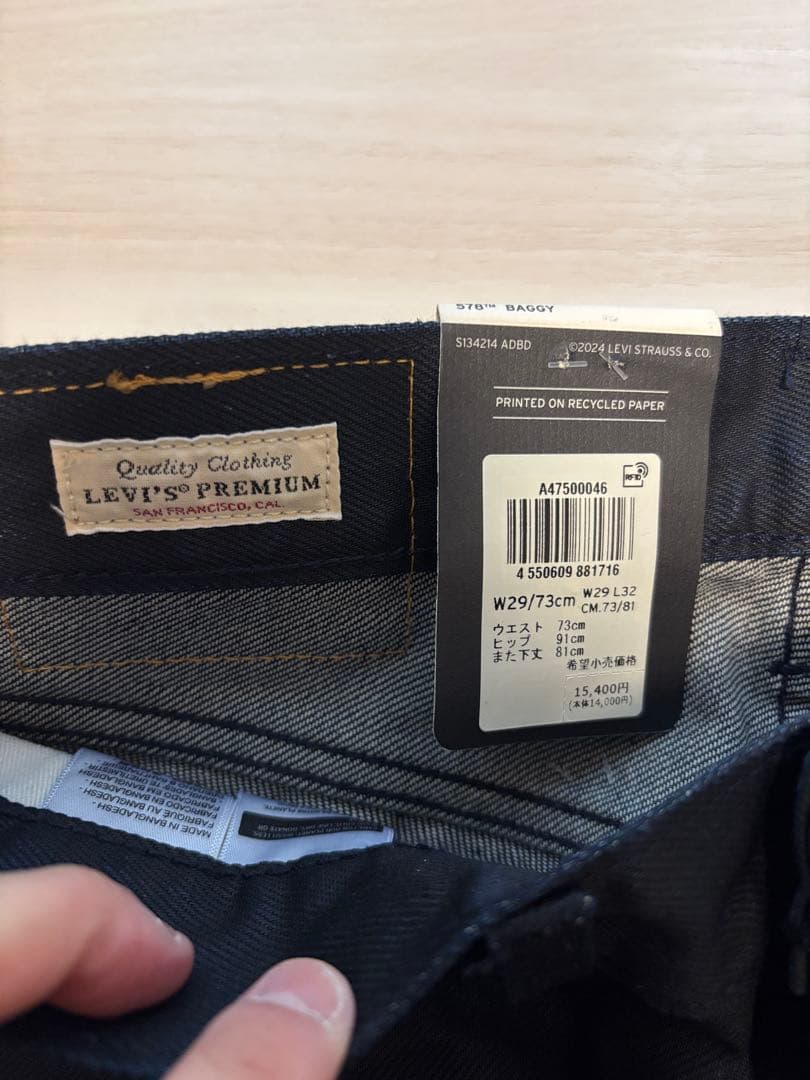 578™ BAGGY
S134214 ADBD ©2024 LEVI STRAUSS & CO.
PRINTED ON RECYCLED PAPER
RFID
A47500046
4 550609 881716
W29/73cm
W29 L32
CM.73/81
ウエスト 73cm
ヒップ 91cm
また下丈 81cm
希望小売価格
15,400円
(本体14,000円)
Quality Clothing
LEVI'S® PREMIUM
SAN FRANCISCO, CAL.
MADE IN BANGLADESH -
FABRIQUÉ AU BANGLADESH -
FABRICADO EN BANGLADESH -